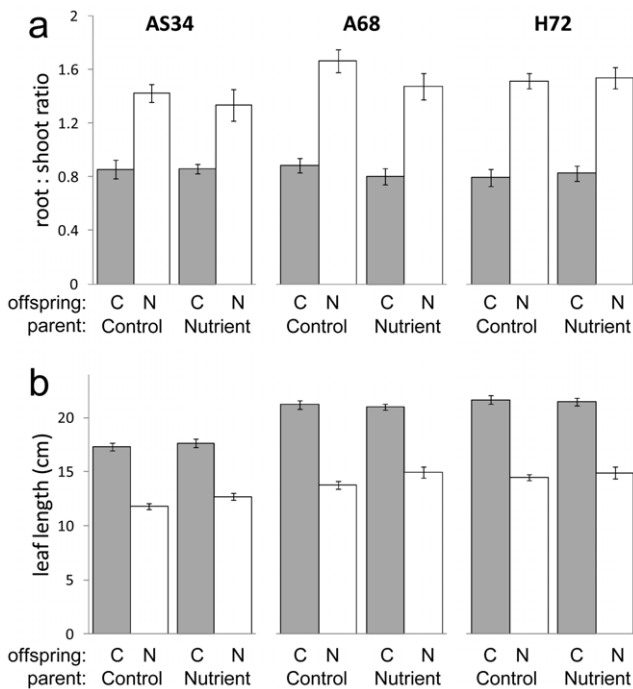 a
AS34 A68 H72
2
1.6
1.2
0.8
0.4
0
root : shoot ratio
offspring: C N C N C N C N C N C N
parent: Control Nutrient Control Nutrient Control Nutrient
b
20
15
10
5
0
leaf length (cm)
offspring: C N C N C N C N C N C N
parent: Control Nutrient Control Nutrient Control Nutrient